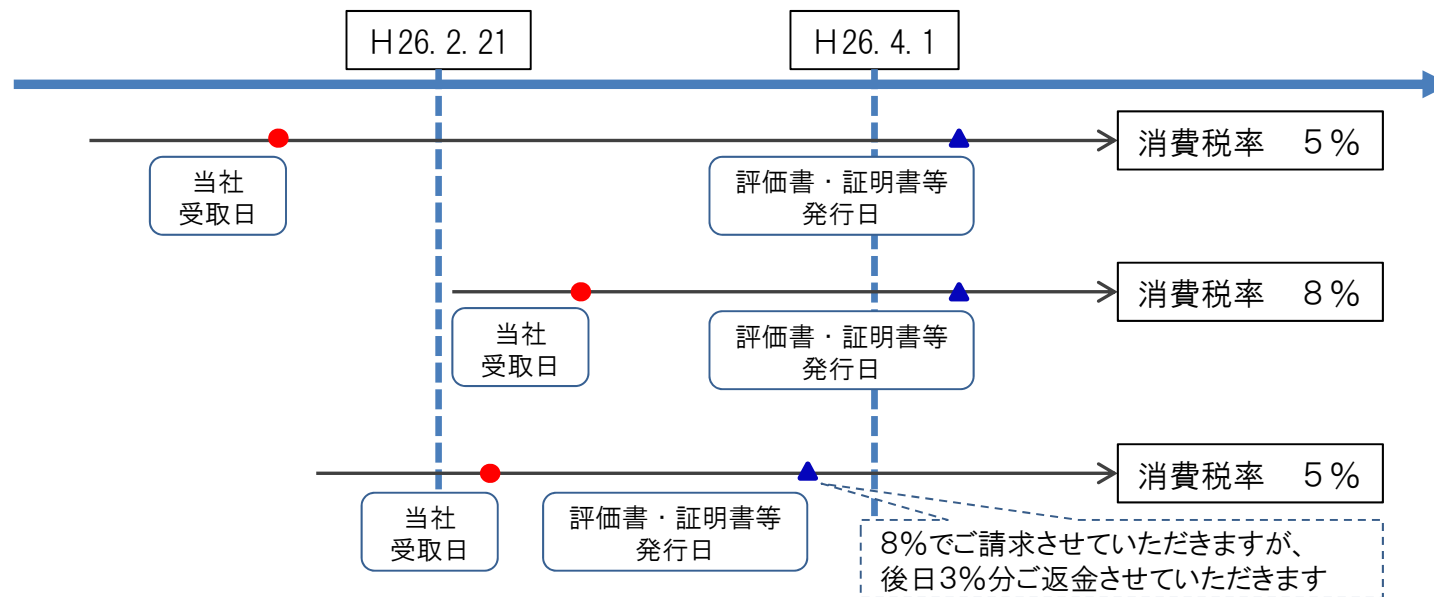 H26.2.21
H26.4.1
消費税率 5%
当社
受取日
評価書・証明書等
発行日
消費税率 8%
当社
受取日
評価書・証明書等
発行日
消費税率 5%
当社
受取日
評価書・証明書等
発行日
8%でご請求させていただきますが、
後日3%分ご返金させていただきます